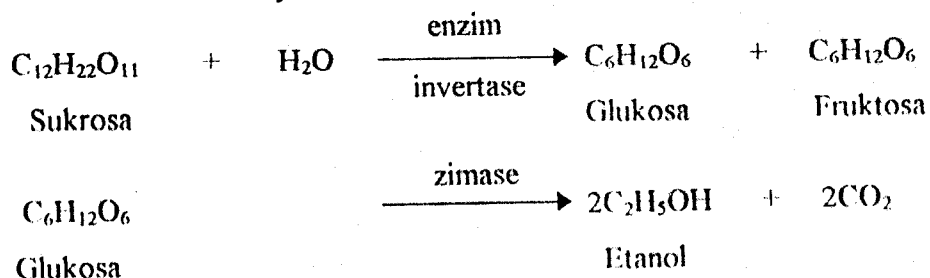 enzim
C₁₂H₂₂O₁₁ + H₂O ⟶ C₆H₁₂O₆ + C₆H₁₂O₆
invertase
Sukrosa Glukosa Fruktosa
zimase
C₆H₁₂O₆ ⟶ 2C₂H₅OH + 2CO₂
Glukosa Etanol